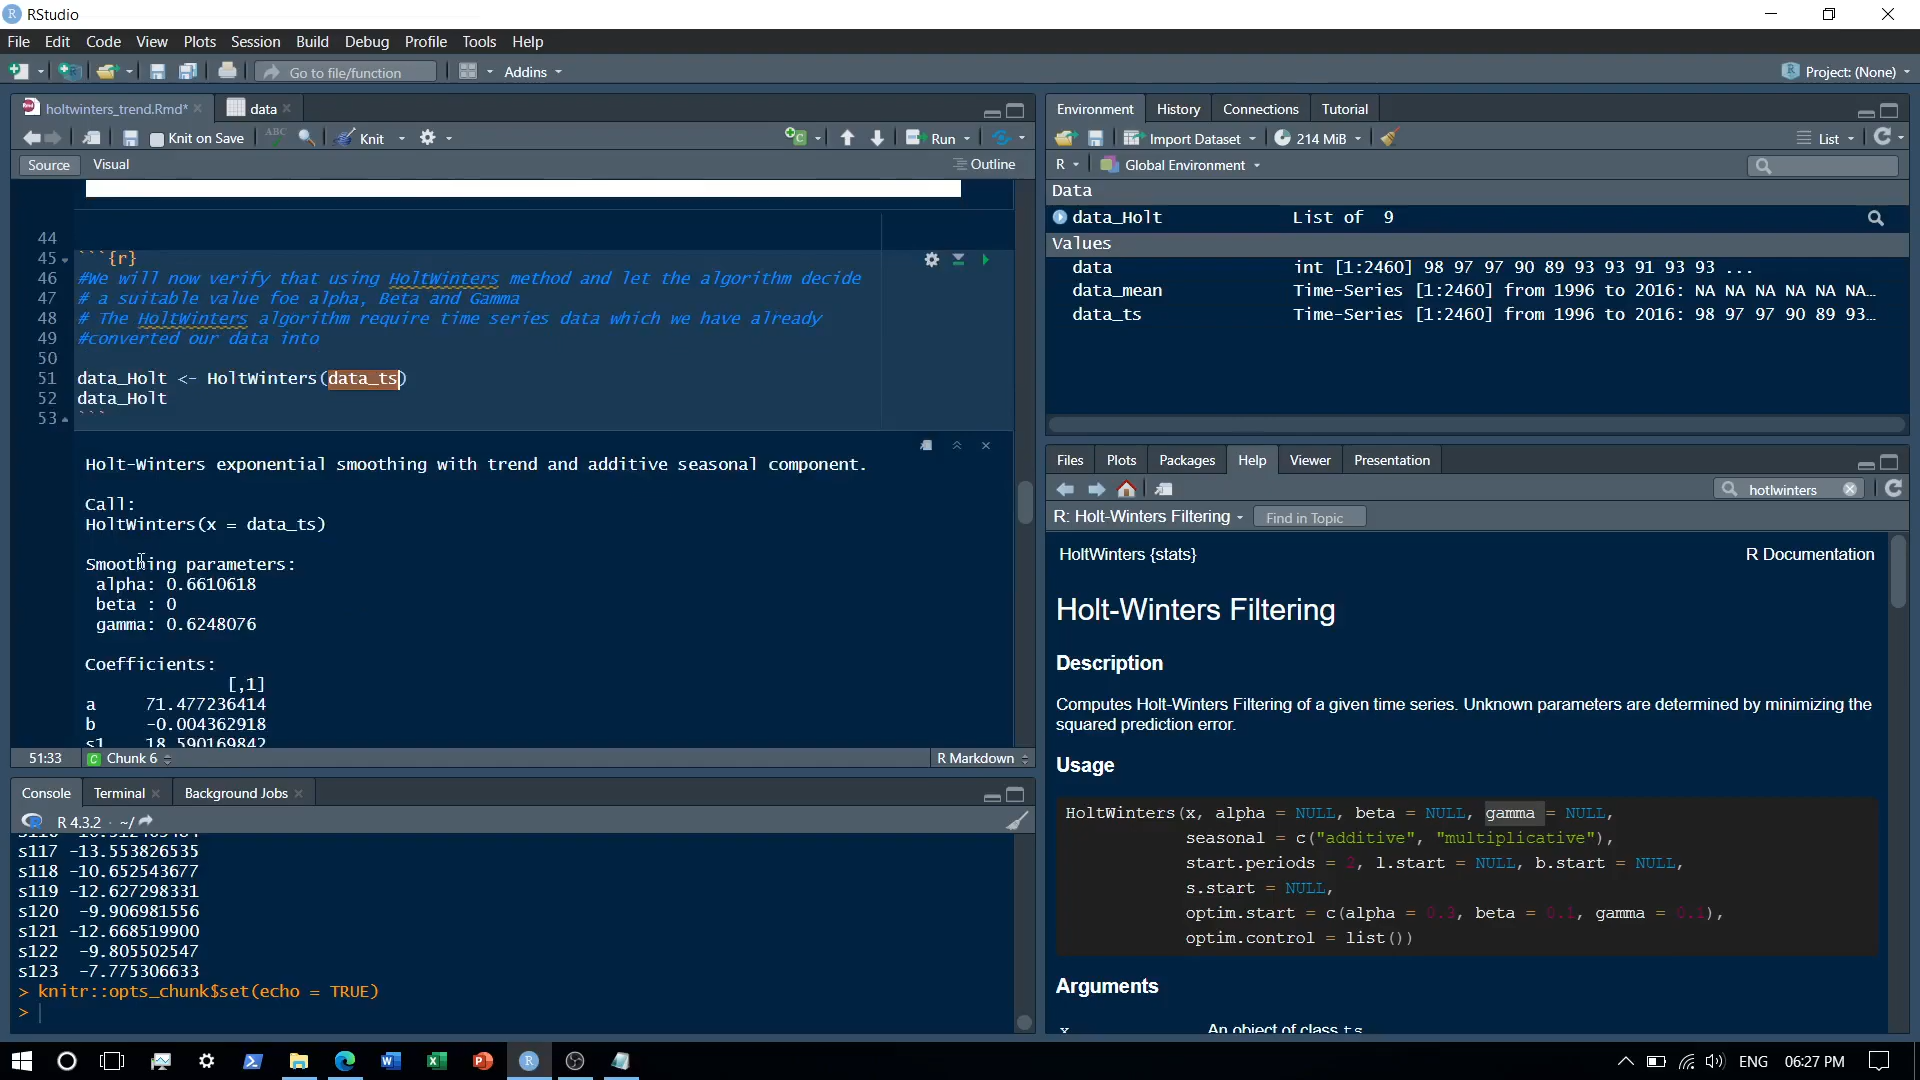 RStudio
File Edit Code View Plots Session Build Debug Profile Tools Help
Go to file/function Addins Project: (None)
holtwinters_trend.Rmd* data
Knit on Save ABC Knit Run
Source Visual Outline
44
45 ```{r}
46 #We will now verify that using HoltWinters method and let the algorithm decide
47 # a suitable value foe alpha, Beta and Gamma
48 # The HoltWinters algorithm require time series data which we have already
49 #converted our data into
50
51 data_Holt <- HoltWinters(data_ts)
52 data_Holt
53 ```
Holt-Winters exponential smoothing with trend and additive seasonal component.
Call:
HoltWinters(x = data_ts)
Smoothing parameters:
alpha: 0.6610618
beta : 0
gamma: 0.6248076
Coefficients:
[,1]
a 71.477236414
b -0.004362918
s1 18.590169842
51:33 Chunk 6 R Markdown
Console Terminal Background Jobs
R 4.3.2 · ~/
s117 -13.553826535
s118 -10.652543677
s119 -12.627298331
s120 -9.906981556
s121 -12.668519900
s122 -9.805502547
s123 -7.775306633
> knitr::opts_chunk$set(echo = TRUE)
>
Environment History Connections Tutorial
Import Dataset 214 MiB List
R Global Environment
Data
data_Holt List of 9
Values
data int [1:2460] 98 97 97 90 89 93 93 91 93 93 ...
data_mean Time-Series [1:2460] from 1996 to 2016: NA NA NA NA NA NA…
data_ts Time-Series [1:2460] from 1996 to 2016: 98 97 97 90 89 93…
Files Plots Packages Help Viewer Presentation
hotlwinters
R: Holt-Winters Filtering Find in Topic
HoltWinters {stats} R Documentation
Holt-Winters Filtering
Description
Computes Holt-Winters Filtering of a given time series. Unknown parameters are determined by minimizing the
squared prediction error.
Usage
HoltWinters(x, alpha = NULL, beta = NULL, gamma = NULL,
seasonal = c("additive", "multiplicative"),
start.periods = 2, l.start = NULL, b.start = NULL,
s.start = NULL,
optim.start = c(alpha = 0.3, beta = 0.1, gamma = 0.1),
optim.control = list())
Arguments
x An object of class ts
ENG 06:27 PM